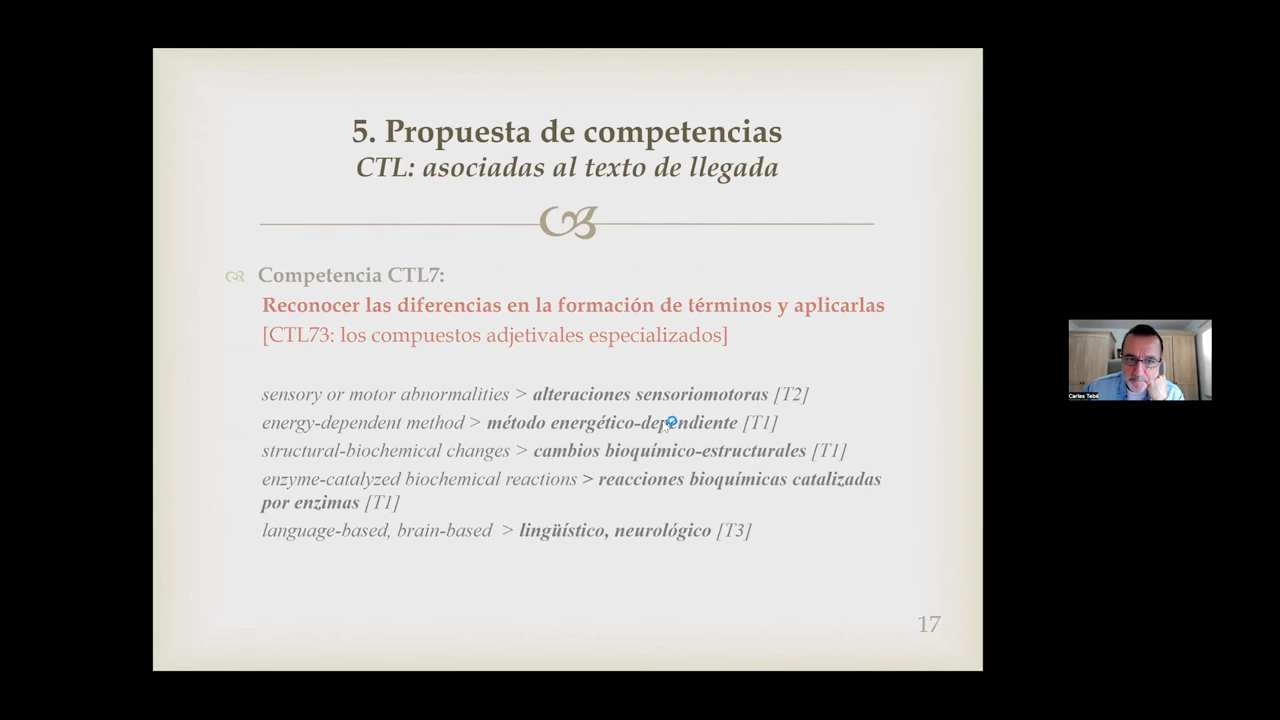 5. Propuesta de competencias
CTL: asociadas al texto de llegada
Competencia CTL7:
Reconocer las diferencias en la formación de términos y aplicarlas
[CTL73: los compuestos adjetivales especializados]
sensory or motor abnormalities > alteraciones sensoriomotoras [T2]
energy-dependent method > método energético-dependiente [T1]
structural-biochemical changes > cambios bioquímico-estructurales [T1]
enzyme-catalyzed biochemical reactions > reacciones bioquímicas catalizadas
por enzimas [T1]
language-based, brain-based > lingüístico, neurológico [T3]
17
Carles Tebé